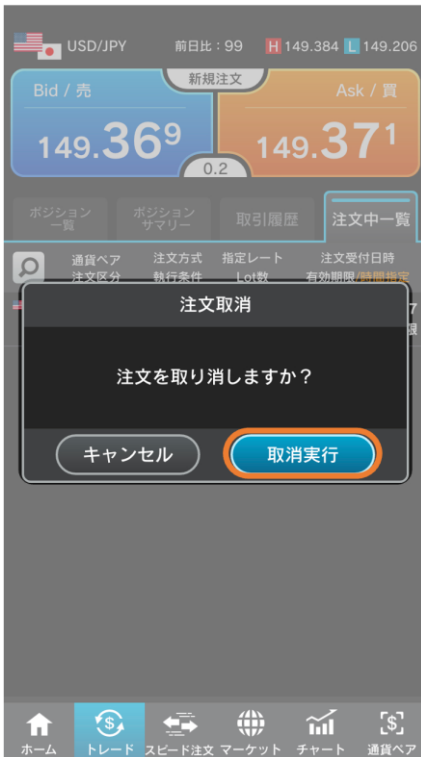 USD/JPY 前日比：99 H 149.384 L 149.206
新規注文
Bid / 売 Ask / 買
149.369 149.371
0.2
ポジション
一覧
ポジション
サマリー
取引履歴
注文中一覧
通貨ペア 注文方式 指定レート 注文受付日時
注文区分 執行条件 Lot数 有効期限/時間指定
7
限
注文取消
注文を取り消しますか？
キャンセル 取消実行
ホーム トレード スピード注文 マーケット チャート 通貨ペア